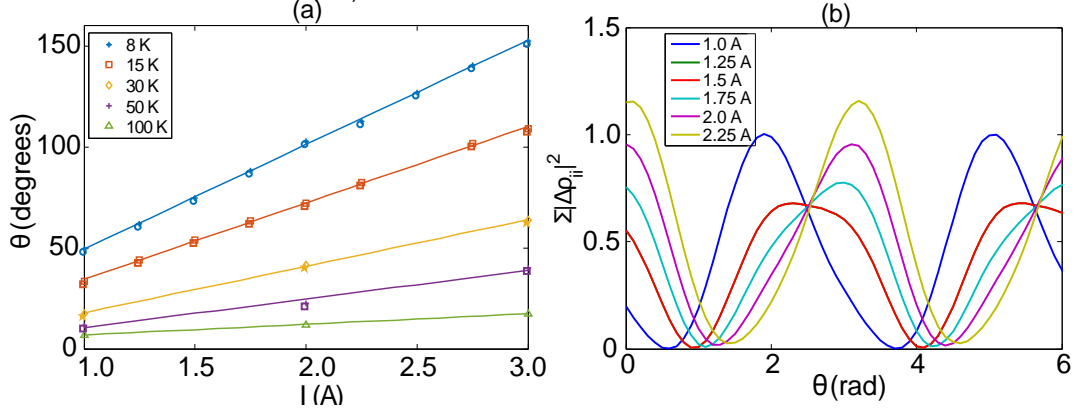 (a)
150
100
50
0
θ (degrees)
8 K
15 K
30 K
50 K
100 K
1.0 1.5 2.0 2.5 3.0
I (A)
(b)
1.5
1.0
0.5
0
Σ|Δρii|²
1.0 A
1.25 A
1.5 A
1.75 A
2.0 A
2.25 A
0 2 4 6
θ (rad)